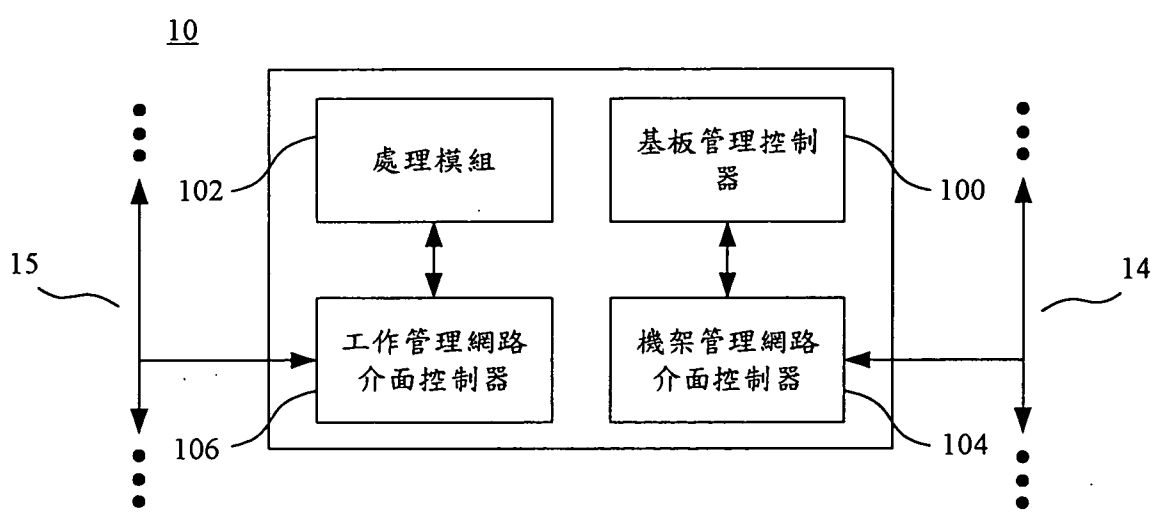 10
處理模組
基板管理控制
器
102
100
15
14
工作管理網路
介面控制器
機架管理網路
介面控制器
106
104